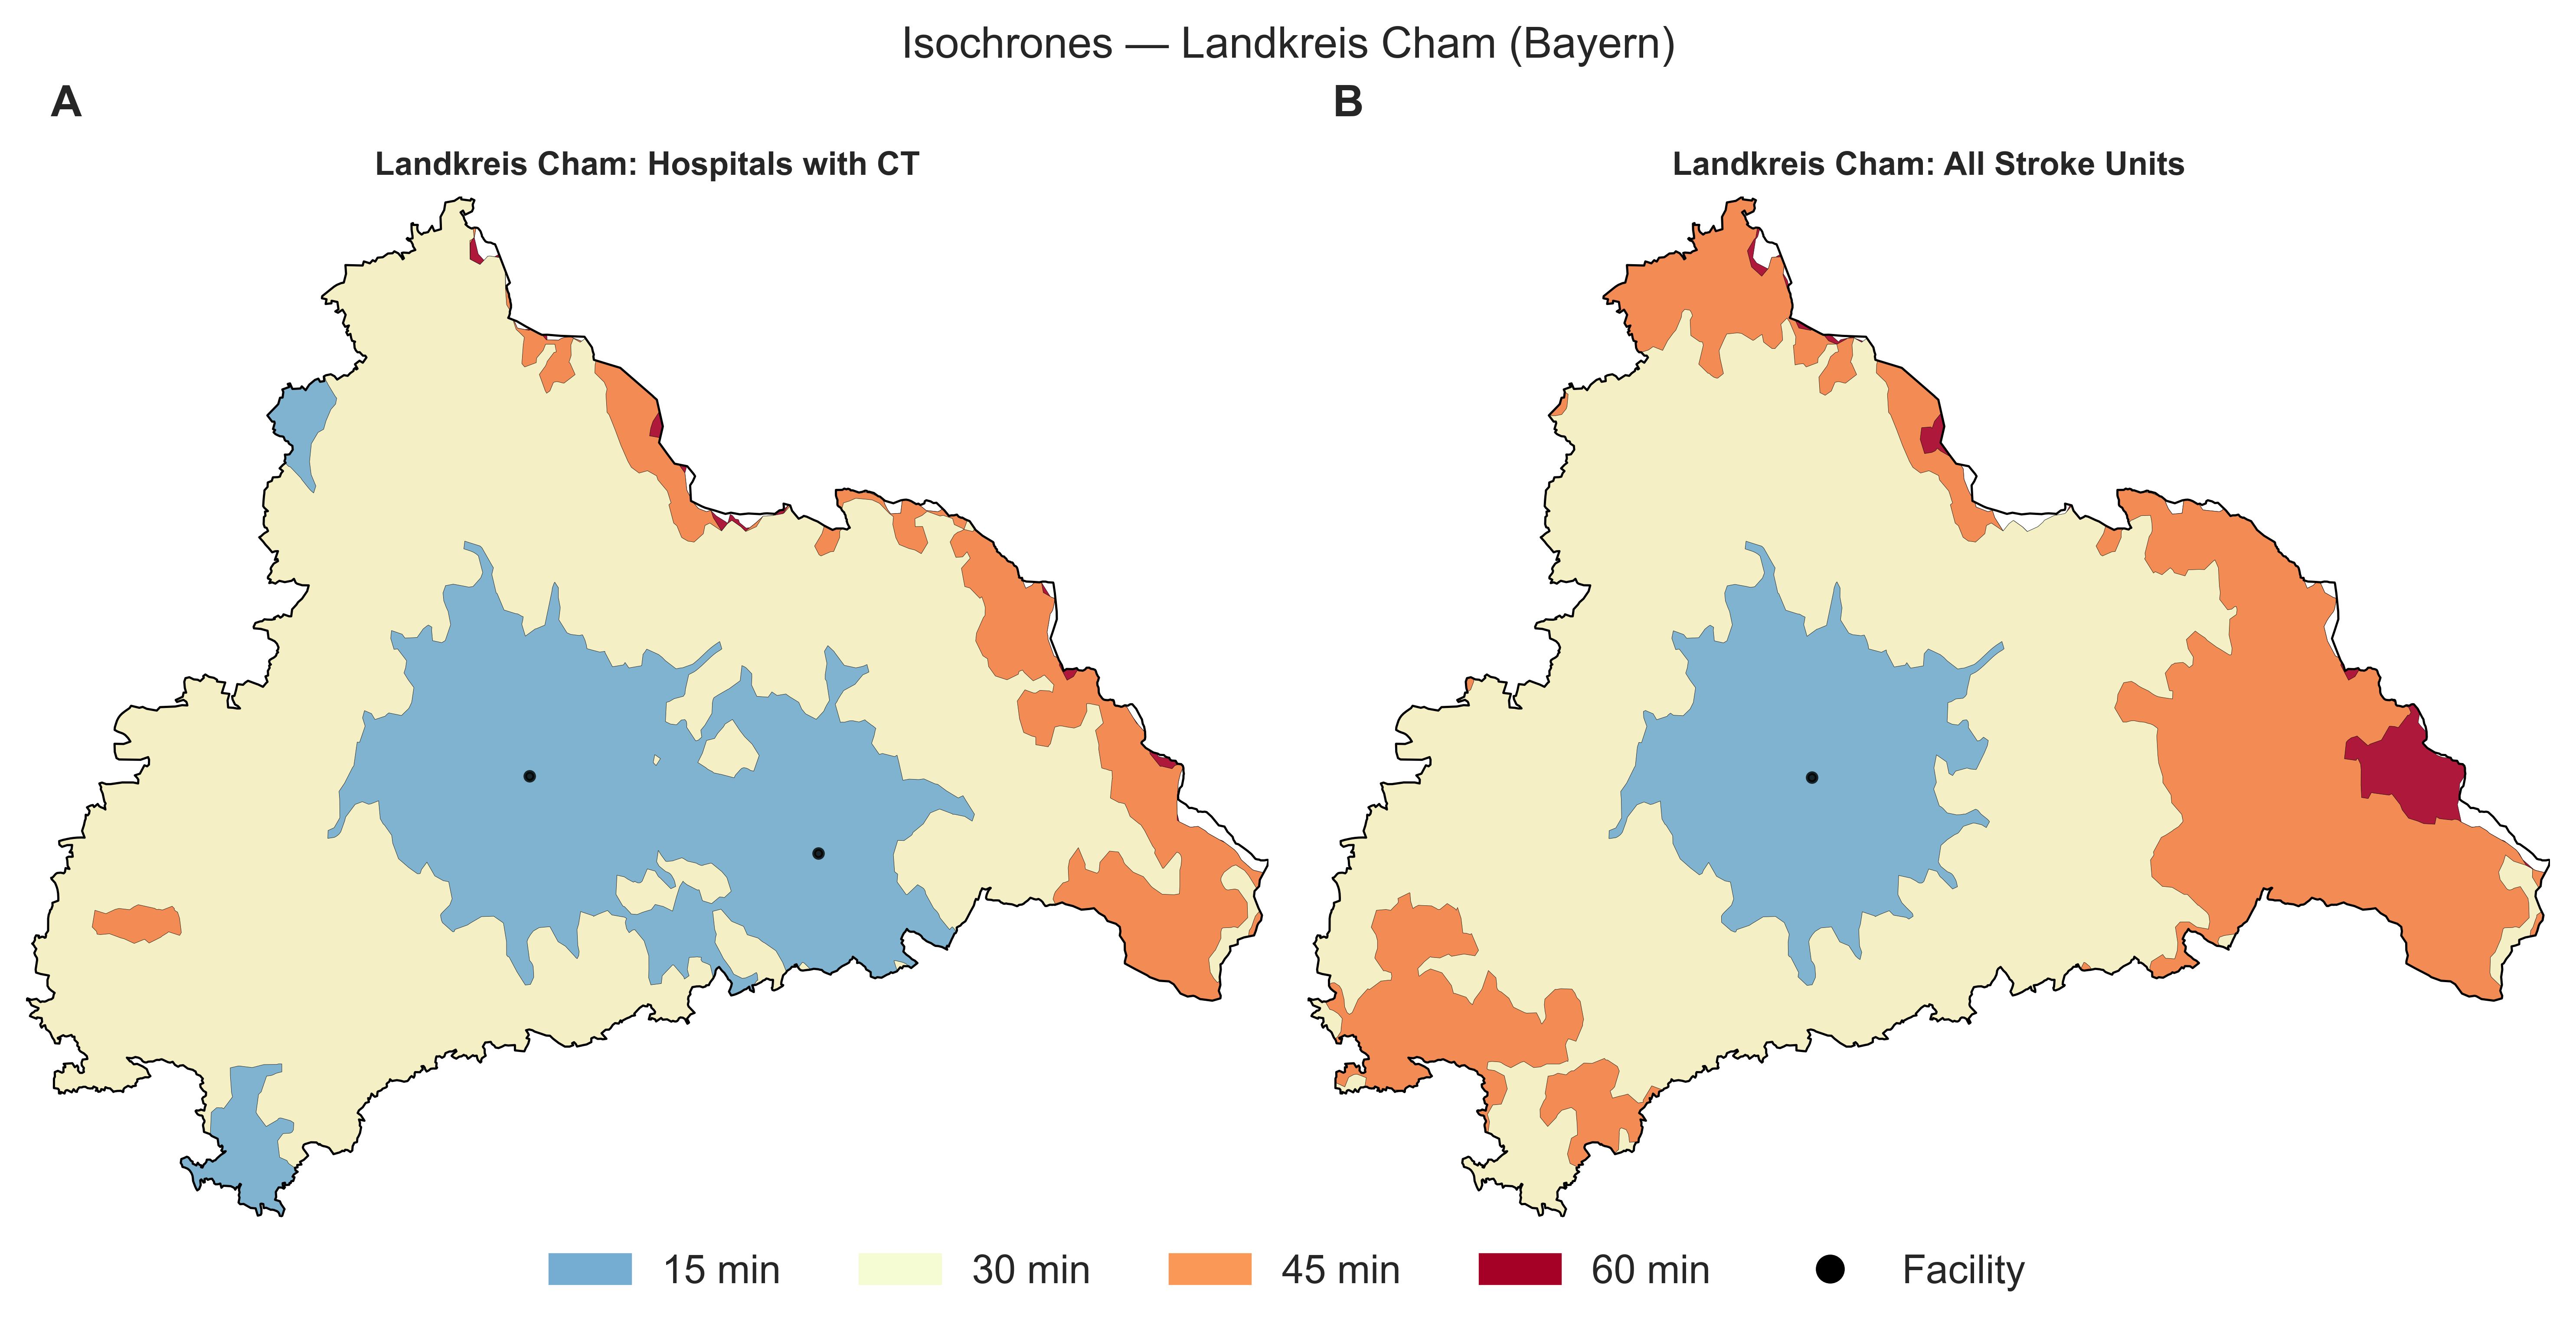 Isochrones — Landkreis Cham (Bayern)
A
B
Landkreis Cham: Hospitals with CT
Landkreis Cham: All Stroke Units
15 min
30 min
45 min
60 min
Facility